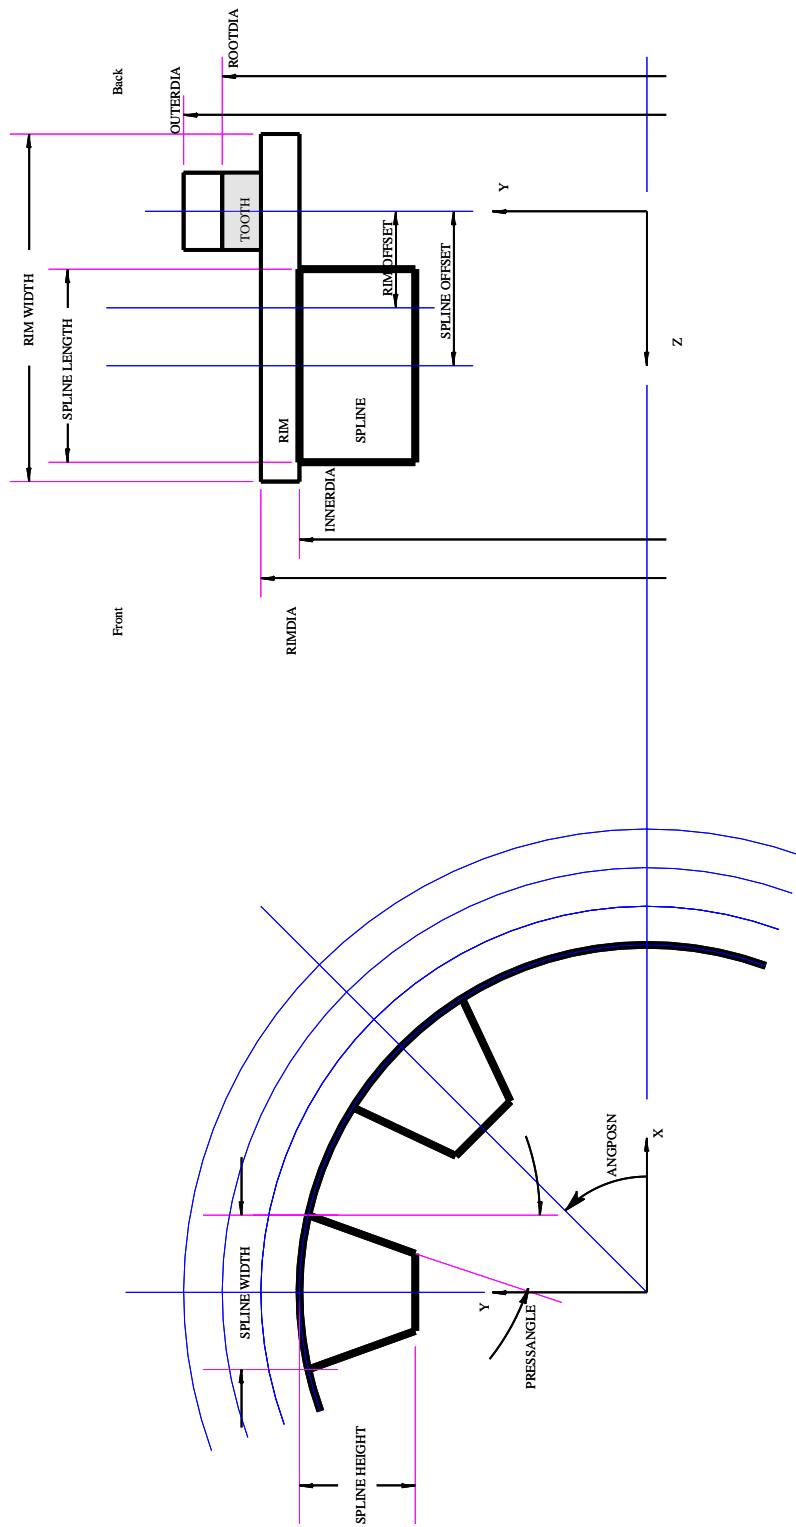 Back
ROOTDIA
OUTERDIA
Y
TOOTH
RIM OFFSET
SPLINE OFFSET
RIM WIDTH
SPLINE LENGTH
Z
RIM
SPLINE
INNERDIA
Front
RIMDIA
ANGPOSN
X
SPLINE WIDTH
Y
PRESSANGLE
SPLINE HEIGHT